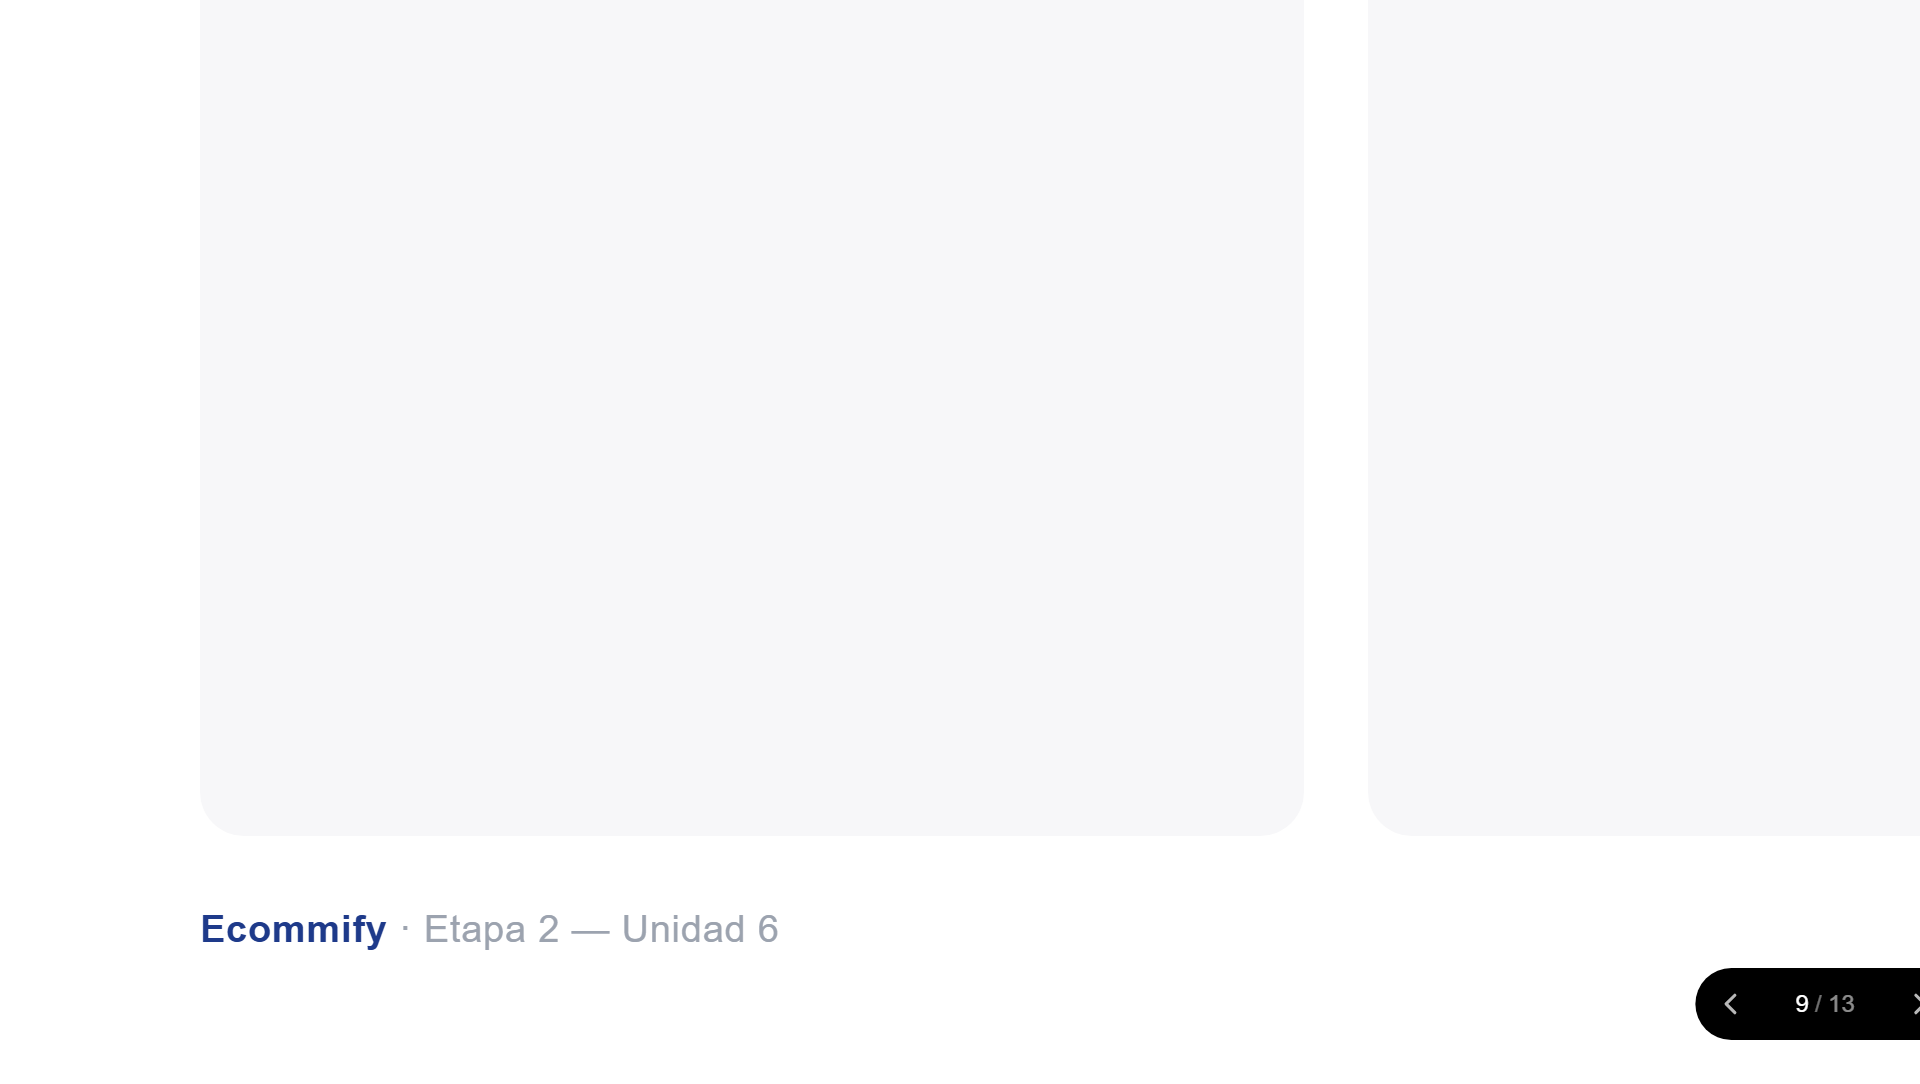 Ecommify · Etapa 2 — Unidad 6
9 / 13